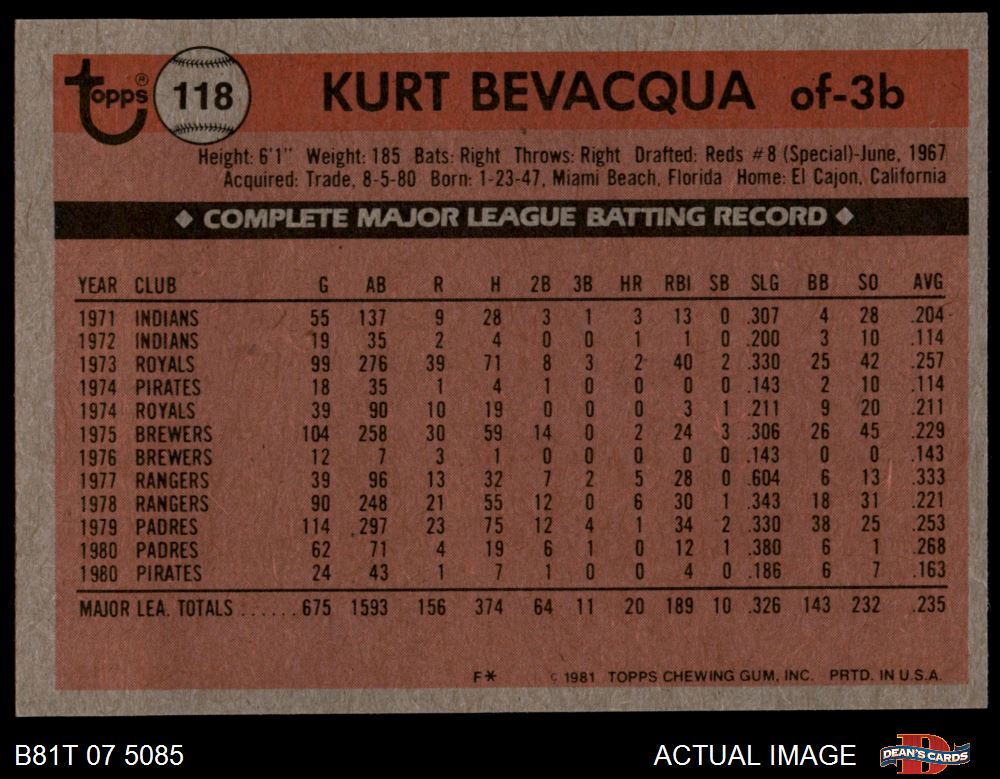 Topps® 118 KURT BEVACQUA of-3b
Height: 6'1" Weight: 185 Bats: Right Throws: Right Drafted: Reds #8 (Special)-June, 1967
Acquired: Trade, 8-5-80 Born: 1-23-47, Miami Beach, Florida Home: El Cajon, California
◆ COMPLETE MAJOR LEAGUE BATTING RECORD ◆
YEAR CLUB G AB R H 2B 3B HR RBI SB SLG BB SO AVG
1971 INDIANS 55 137 9 28 3 1 3 13 0 .307 4 28 .204
1972 INDIANS 19 35 2 4 0 0 1 1 0 .200 3 10 .114
1973 ROYALS 99 276 39 71 8 3 2 40 2 .330 25 42 .257
1974 PIRATES 18 35 1 4 1 0 0 0 0 .143 2 10 .114
1974 ROYALS 39 90 10 19 0 0 0 3 1 .211 9 20 .211
1975 BREWERS 104 258 30 59 14 0 2 24 3 .306 26 45 .229
1976 BREWERS 12 7 3 1 0 0 0 0 0 .143 0 0 .143
1977 RANGERS 39 96 13 32 7 2 5 28 0 .604 6 13 .333
1978 RANGERS 90 248 21 55 12 0 6 30 1 .343 18 31 .221
1979 PADRES 114 297 23 75 12 4 1 34 2 .330 38 25 .253
1980 PADRES 62 71 4 19 6 1 0 12 1 .380 6 1 .268
1980 PIRATES 24 43 1 7 1 0 0 4 0 .186 6 7 .163
MAJOR LEA. TOTALS ......675 1593 156 374 64 11 20 189 10 .326 143 232 .235
F* © 1981 TOPPS CHEWING GUM, INC. PRTD. IN U.S.A.
B81T 07 5085 ACTUAL IMAGE DEAN'S CARDS